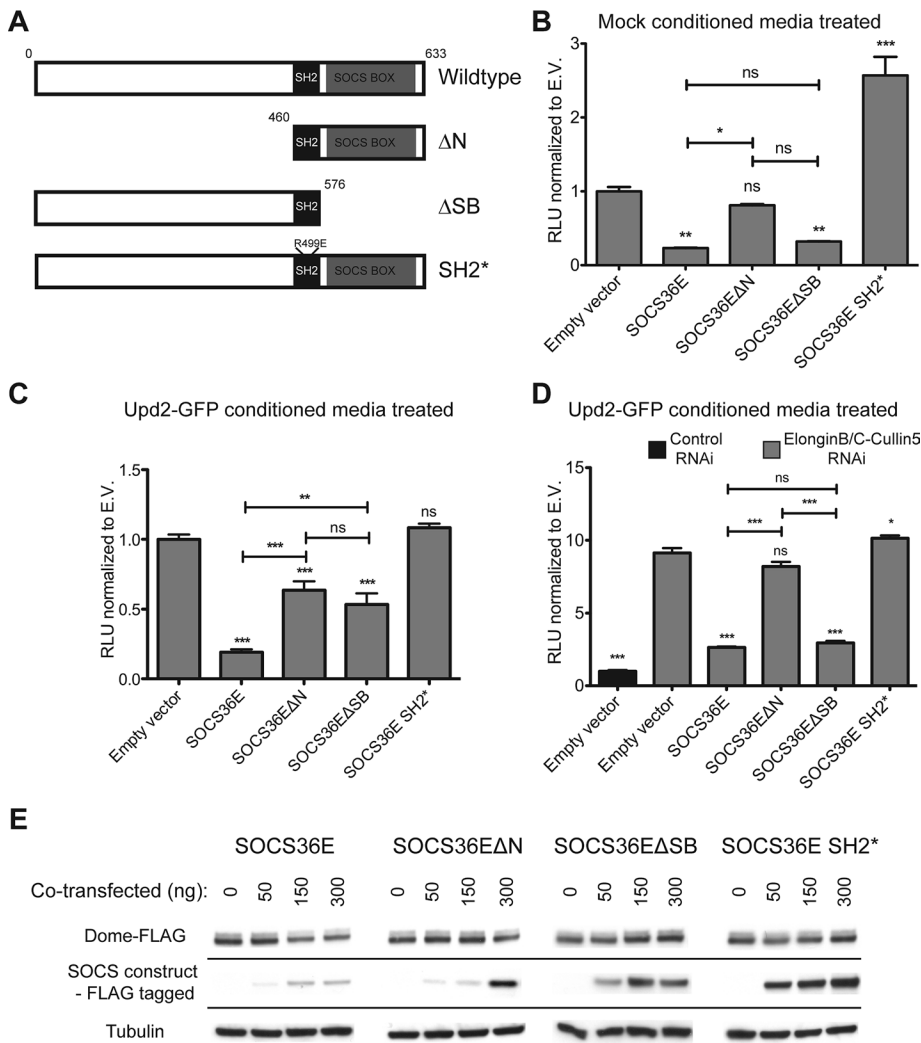 A
0
633
SH2 SOCS BOX
Wildtype
460
SH2 SOCS BOX
ΔN
576
SH2
ΔSB
R499E
SH2 SOCS BOX
SH2*
B
Mock conditioned media treated
RLU normalized to E.V.
3
2
1
0
ns
*
ns
**
ns
**
***
Empty vector
SOCS36E
SOCS36EΔN
SOCS36EΔSB
SOCS36E SH2*
C
Upd2-GFP conditioned media treated
RLU normalized to E.V.
1.5
1.0
0.5
0.0
**
***
ns
***
***
***
ns
Empty vector
SOCS36E
SOCS36EΔN
SOCS36EΔSB
SOCS36E SH2*
D
Upd2-GFP conditioned media treated
Control
RNAi
ElonginB/C-Cullin5
RNAi
RLU normalized to E.V.
15
10
5
0
ns
***
***
***
***
ns
***
*
Empty vector
Empty vector
SOCS36E
SOCS36EΔN
SOCS36EΔSB
SOCS36E SH2*
E
SOCS36E SOCS36EΔN SOCS36EΔSB SOCS36E SH2*
Co-transfected (ng): 0 50 150 300 0 50 150 300 0 50 150 300 0 50 150 300
Dome-FLAG
SOCS construct
- FLAG tagged
Tubulin